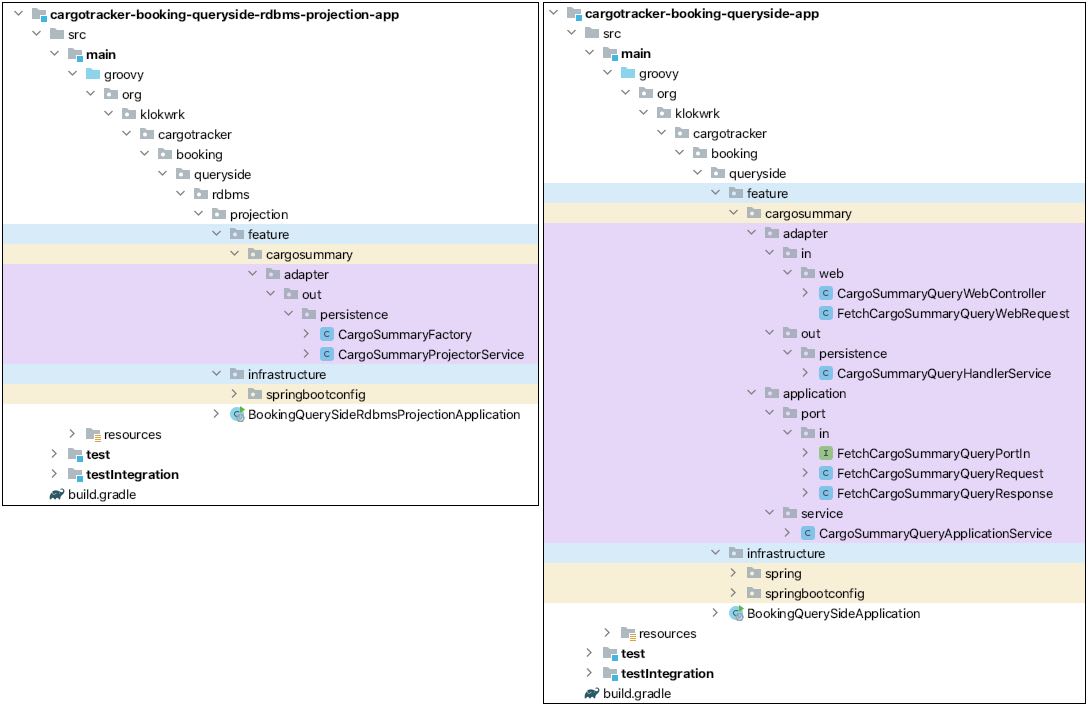 cargotracker-booking-queryside-rdbms-projection-app
src
main
groovy
org
klokwrk
cargotracker
booking
queryside
rdbms
projection
feature
cargosummary
adapter
out
persistence
C CargoSummaryFactory
C CargoSummaryProjectorService
infrastructure
springbootconfig
BookingQuerySideRdbmsProjectionApplication
resources
test
testIntegration
build.gradle
cargotracker-booking-queryside-app
src
main
groovy
org
klokwrk
cargotracker
booking
queryside
feature
cargosummary
adapter
in
web
C CargoSummaryQueryWebController
C FetchCargoSummaryQueryWebRequest
out
persistence
C CargoSummaryQueryHandlerService
application
port
in
I FetchCargoSummaryQueryPortIn
C FetchCargoSummaryQueryRequest
C FetchCargoSummaryQueryResponse
service
C CargoSummaryQueryApplicationService
infrastructure
spring
springbootconfig
BookingQuerySideApplication
resources
test
testIntegration
build.gradle